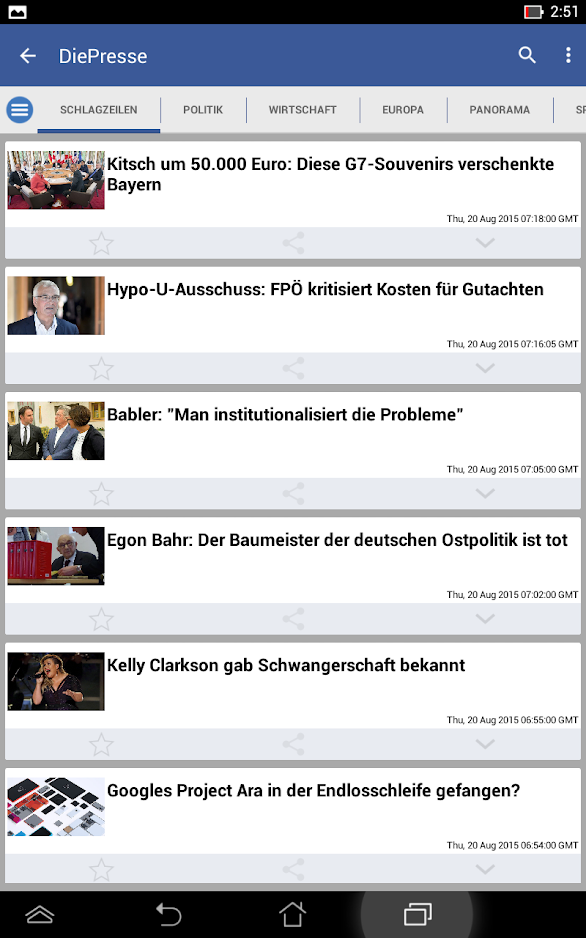 2:51
DiePresse
SCHLAGZEILEN POLITIK WIRTSCHAFT EUROPA PANORAMA SP
Kitsch um 50.000 Euro: Diese G7-Souvenirs verschenkte
Bayern
Thu, 20 Aug 2015 07:18:00 GMT
Hypo-U-Ausschuss: FPÖ kritisiert Kosten für Gutachten
Thu, 20 Aug 2015 07:16:05 GMT
Babler: "Man institutionalisiert die Probleme"
Thu, 20 Aug 2015 07:05:00 GMT
Egon Bahr: Der Baumeister der deutschen Ostpolitik ist tot
Thu, 20 Aug 2015 07:02:00 GMT
Kelly Clarkson gab Schwangerschaft bekannt
Thu, 20 Aug 2015 06:55:00 GMT
Googles Project Ara in der Endlosschleife gefangen?
Thu, 20 Aug 2015 06:54:00 GMT